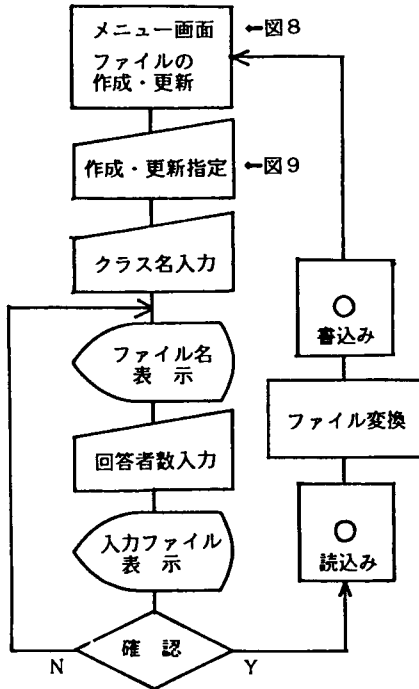 メニュー画面
ファイルの
作成・更新
←図8
作成・更新指定
←図9
クラス名入力
ファイル名
表 示
回答者数入力
入力ファイル
表 示
確 認
N
Y
読込み
ファイル変換
書込み